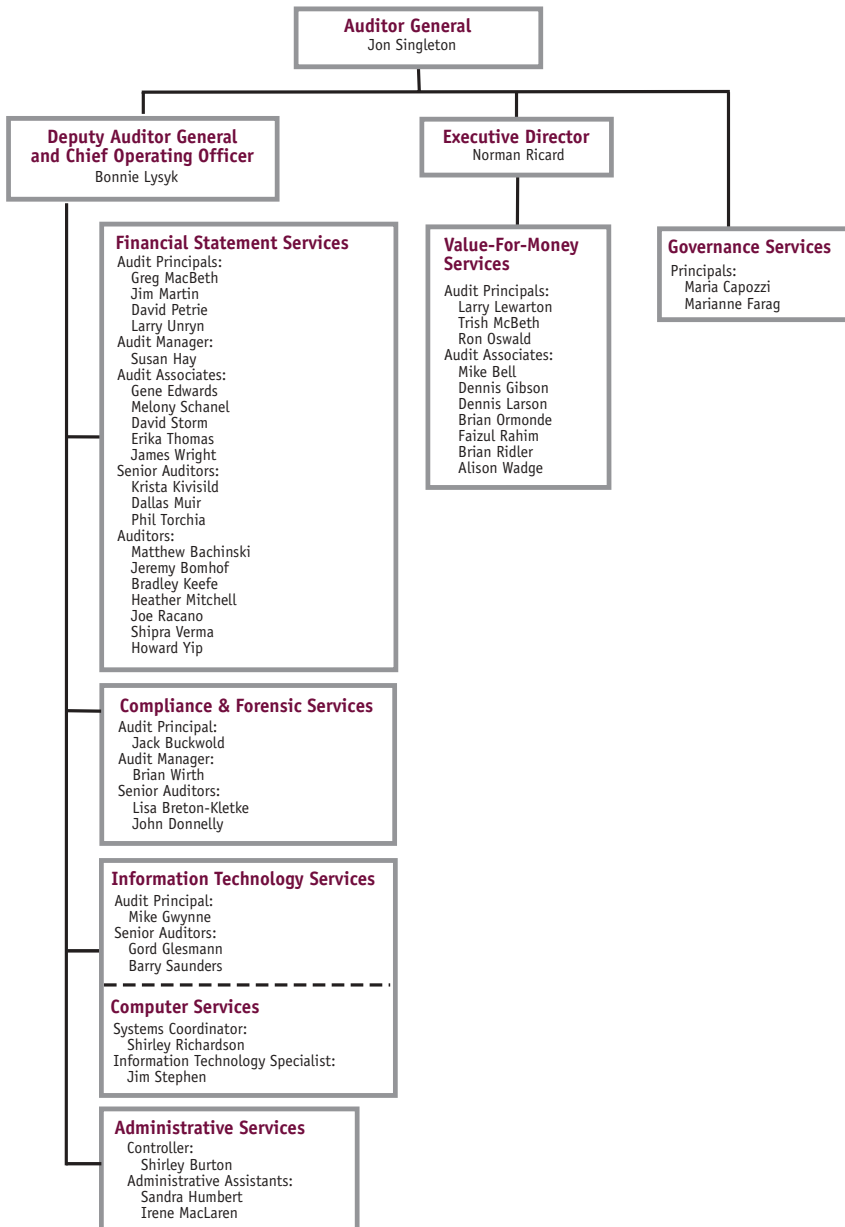 Auditor General
Jon Singleton
Deputy Auditor General
and Chief Operating Officer
Bonnie Lysyk
Executive Director
Norman Ricard
Financial Statement Services
Audit Principals:
Greg MacBeth
Jim Martin
David Petrie
Larry Unryn
Audit Manager:
Susan Hay
Audit Associates:
Gene Edwards
Melony Schanel
David Storm
Erika Thomas
James Wright
Senior Auditors:
Krista Kivisild
Dallas Muir
Phil Torchia
Auditors:
Matthew Bachinski
Jeremy Bomhof
Bradley Keefe
Heather Mitchell
Joe Racano
Shipra Verma
Howard Yip
Value-For-Money
Services
Audit Principals:
Larry Lewarton
Trish McBeth
Ron Oswald
Audit Associates:
Mike Bell
Dennis Gibson
Dennis Larson
Brian Ormonde
Faizul Rahim
Brian Ridler
Alison Wadge
Governance Services
Principals:
Maria Capozzi
Marianne Farag
Compliance & Forensic Services
Audit Principal:
Jack Buckwold
Audit Manager:
Brian Wirth
Senior Auditors:
Lisa Breton-Kletke
John Donnelly
Information Technology Services
Audit Principal:
Mike Gwynne
Senior Auditors:
Gord Glesmann
Barry Saunders
Computer Services
Systems Coordinator:
Shirley Richardson
Information Technology Specialist:
Jim Stephen
Administrative Services
Controller:
Shirley Burton
Administrative Assistants:
Sandra Humbert
Irene MacLaren